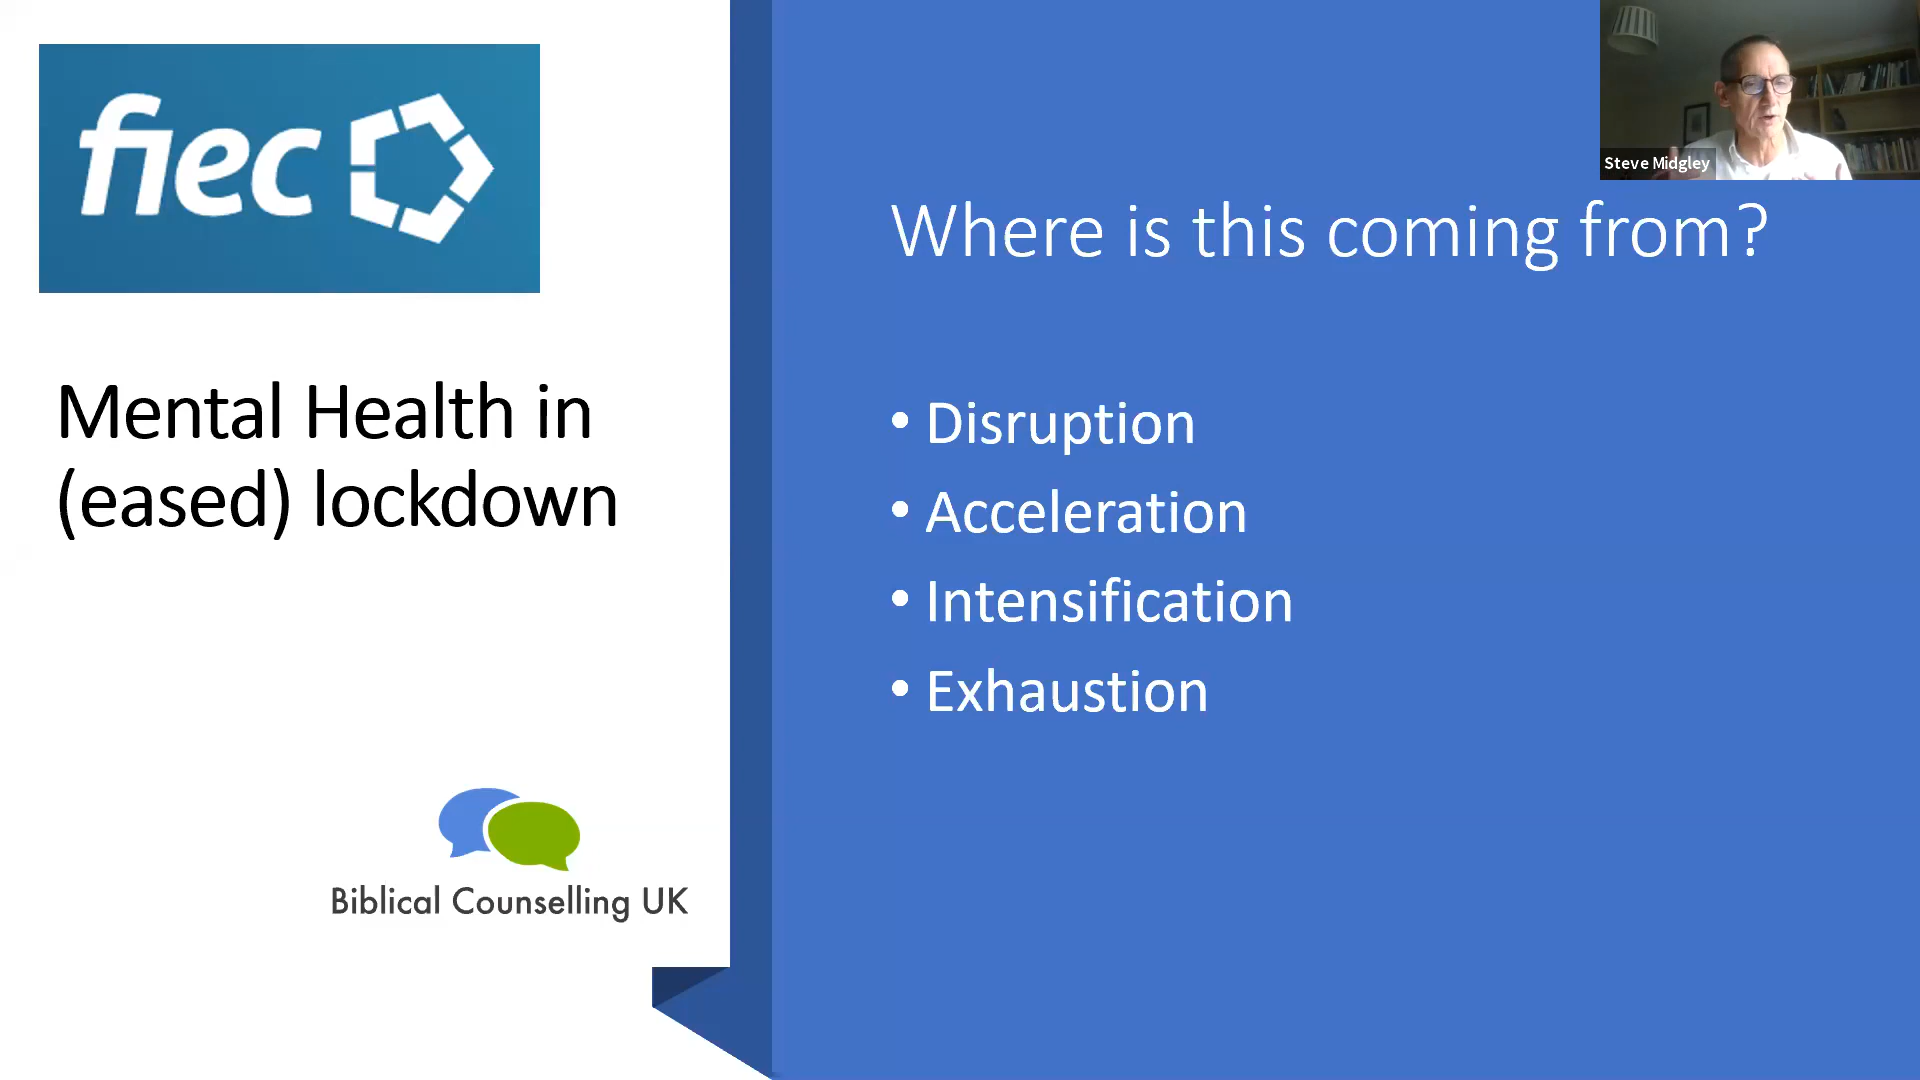 fiec
Mental Health in
(eased) lockdown
Biblical Counselling UK
Where is this coming from?
• Disruption
• Acceleration
• Intensification
• Exhaustion
Steve Midgley